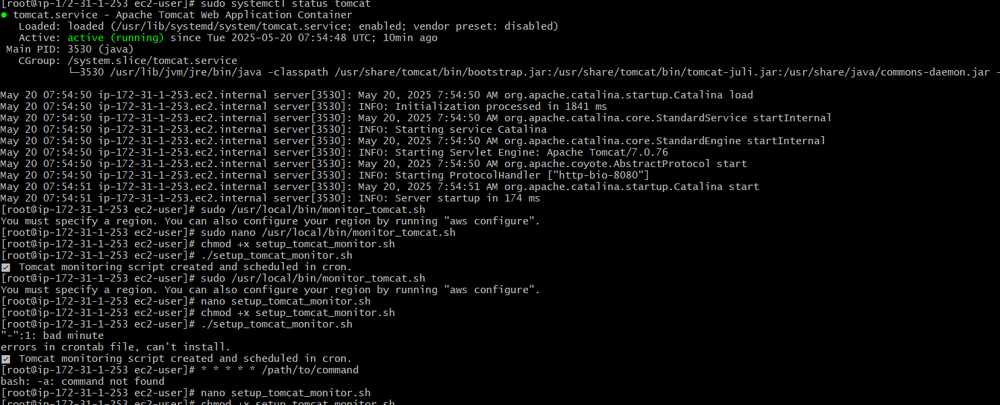 [root@ip-172-31-1-253 ec2-user]# sudo systemctl status tomcat
● tomcat.service - Apache Tomcat Web Application Container
   Loaded: loaded (/usr/lib/systemd/system/tomcat.service; enabled; vendor preset: disabled)
   Active: active (running) since Tue 2025-05-20 07:54:48 UTC; 10min ago
 Main PID: 3530 (java)
   CGroup: /system.slice/tomcat.service
           └─3530 /usr/lib/jvm/jre/bin/java -classpath /usr/share/tomcat/bin/bootstrap.jar:/usr/share/tomcat/bin/tomcat-juli.jar:/usr/share/java/commons-daemon.jar -
May 20 07:54:50 ip-172-31-1-253.ec2.internal server[3530]: May 20, 2025 7:54:50 AM org.apache.catalina.startup.Catalina load
May 20 07:54:50 ip-172-31-1-253.ec2.internal server[3530]: INFO: Initialization processed in 1841 ms
May 20 07:54:50 ip-172-31-1-253.ec2.internal server[3530]: May 20, 2025 7:54:50 AM org.apache.catalina.core.StandardService startInternal
May 20 07:54:50 ip-172-31-1-253.ec2.internal server[3530]: INFO: Starting service Catalina
May 20 07:54:50 ip-172-31-1-253.ec2.internal server[3530]: May 20, 2025 7:54:50 AM org.apache.catalina.core.StandardEngine startInternal
May 20 07:54:50 ip-172-31-1-253.ec2.internal server[3530]: INFO: Starting Servlet Engine: Apache Tomcat/7.0.76
May 20 07:54:50 ip-172-31-1-253.ec2.internal server[3530]: May 20, 2025 7:54:50 AM org.apache.coyote.AbstractProtocol start
May 20 07:54:50 ip-172-31-1-253.ec2.internal server[3530]: INFO: Starting ProtocolHandler ["http-bio-8080"]
May 20 07:54:51 ip-172-31-1-253.ec2.internal server[3530]: May 20, 2025 7:54:51 AM org.apache.catalina.startup.Catalina start
May 20 07:54:51 ip-172-31-1-253.ec2.internal server[3530]: INFO: Server startup in 174 ms
[root@ip-172-31-1-253 ec2-user]# sudo /usr/local/bin/monitor_tomcat.sh
You must specify a region. You can also configure your region by running "aws configure".
[root@ip-172-31-1-253 ec2-user]# sudo nano /usr/local/bin/monitor_tomcat.sh
[root@ip-172-31-1-253 ec2-user]# chmod +x setup_tomcat_monitor.sh
[root@ip-172-31-1-253 ec2-user]# ./setup_tomcat_monitor.sh
☑ Tomcat monitoring script created and scheduled in cron.
[root@ip-172-31-1-253 ec2-user]# sudo /usr/local/bin/monitor_tomcat.sh
You must specify a region. You can also configure your region by running "aws configure".
[root@ip-172-31-1-253 ec2-user]# nano setup_tomcat_monitor.sh
[root@ip-172-31-1-253 ec2-user]# chmod +x setup_tomcat_monitor.sh
[root@ip-172-31-1-253 ec2-user]# ./setup_tomcat_monitor.sh
"-":1: bad minute
errors in crontab file, can't install.
☑ Tomcat monitoring script created and scheduled in cron.
[root@ip-172-31-1-253 ec2-user]# * * * * * /path/to/command
bash: -a: command not found
[root@ip-172-31-1-253 ec2-user]# nano setup_tomcat_monitor.sh
[root@ip-172-31-1-253 ec2-user]# chmod +x setup_tomcat_monitor.sh